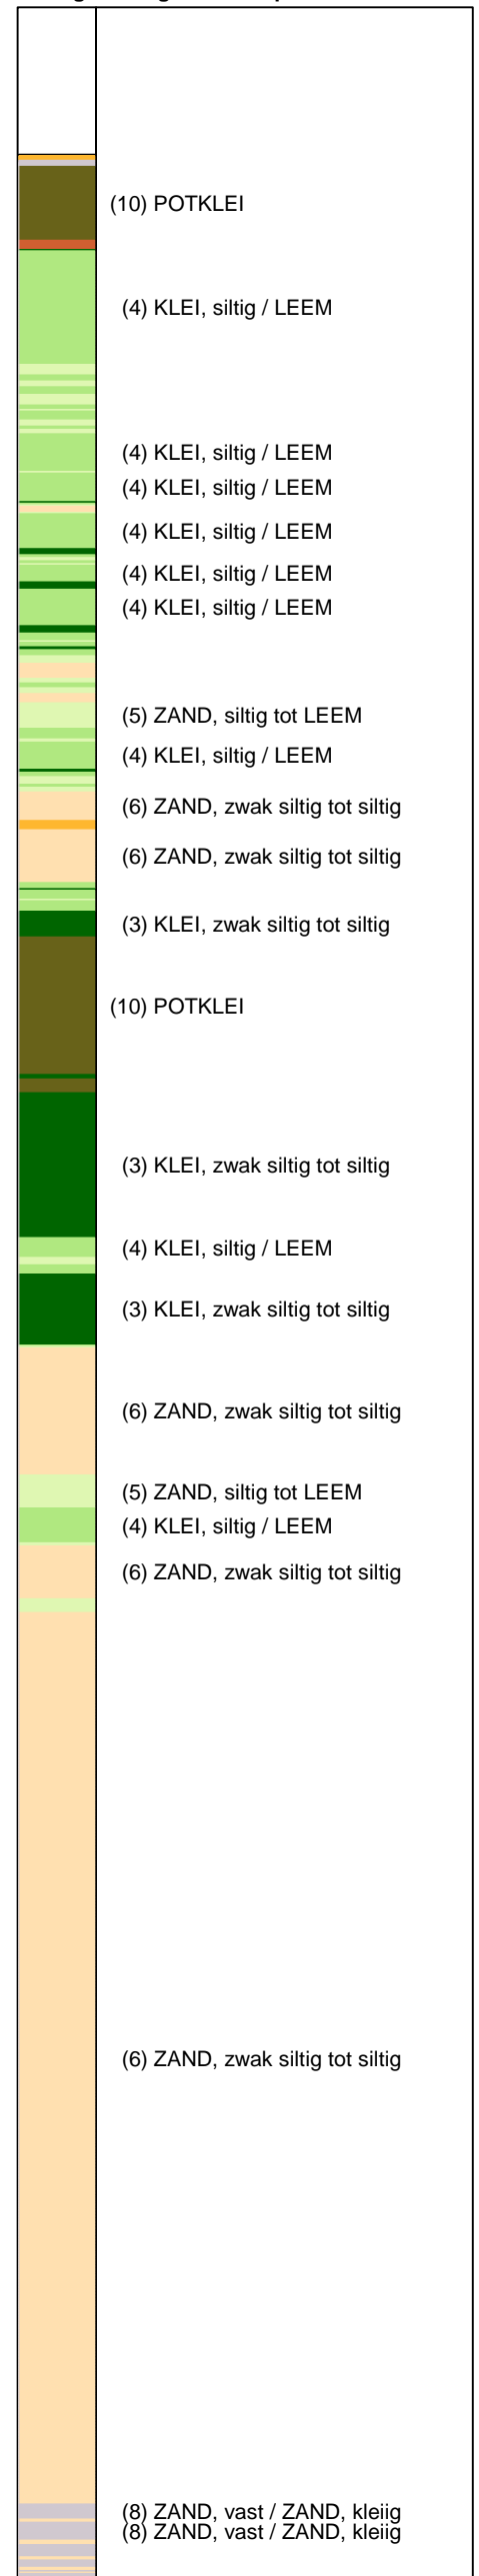 (10) POTKLEI
(4) KLEI, siltig / LEEM
(4) KLEI, siltig / LEEM
(4) KLEI, siltig / LEEM
(4) KLEI, siltig / LEEM
(4) KLEI, siltig / LEEM
(4) KLEI, siltig / LEEM
(5) ZAND, siltig tot LEEM
(4) KLEI, siltig / LEEM
(6) ZAND, zwak siltig tot siltig
(6) ZAND, zwak siltig tot siltig
(3) KLEI, zwak siltig tot siltig
(10) POTKLEI
(3) KLEI, zwak siltig tot siltig
(4) KLEI, siltig / LEEM
(3) KLEI, zwak siltig tot siltig
(6) ZAND, zwak siltig tot siltig
(5) ZAND, siltig tot LEEM
(4) KLEI, siltig / LEEM
(6) ZAND, zwak siltig tot siltig
(6) ZAND, zwak siltig tot siltig
(8) ZAND, vast / ZAND, kleiig
(8) ZAND, vast / ZAND, kleiig